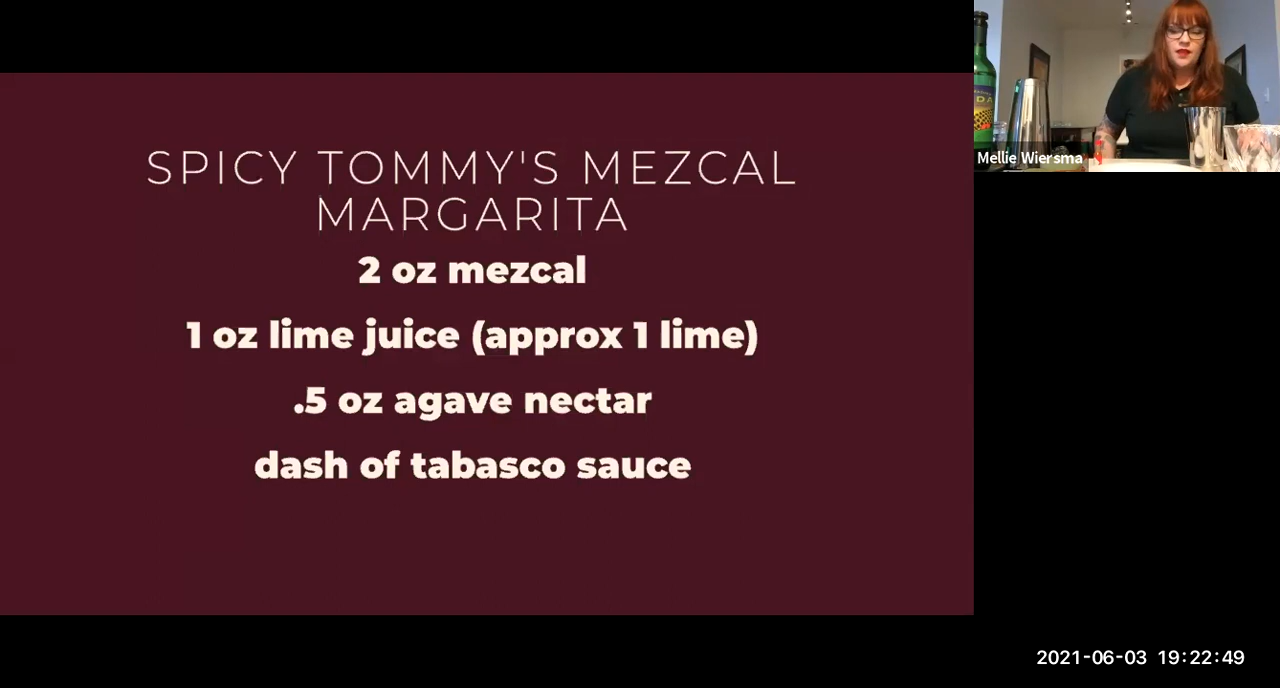 SPICY TOMMY'S MEZCAL
MARGARITA
2 oz mezcal
1 oz lime juice (approx 1 lime)
.5 oz agave nectar
dash of tabasco sauce
Mellie Wiersma
2021-06-03 19:22:49